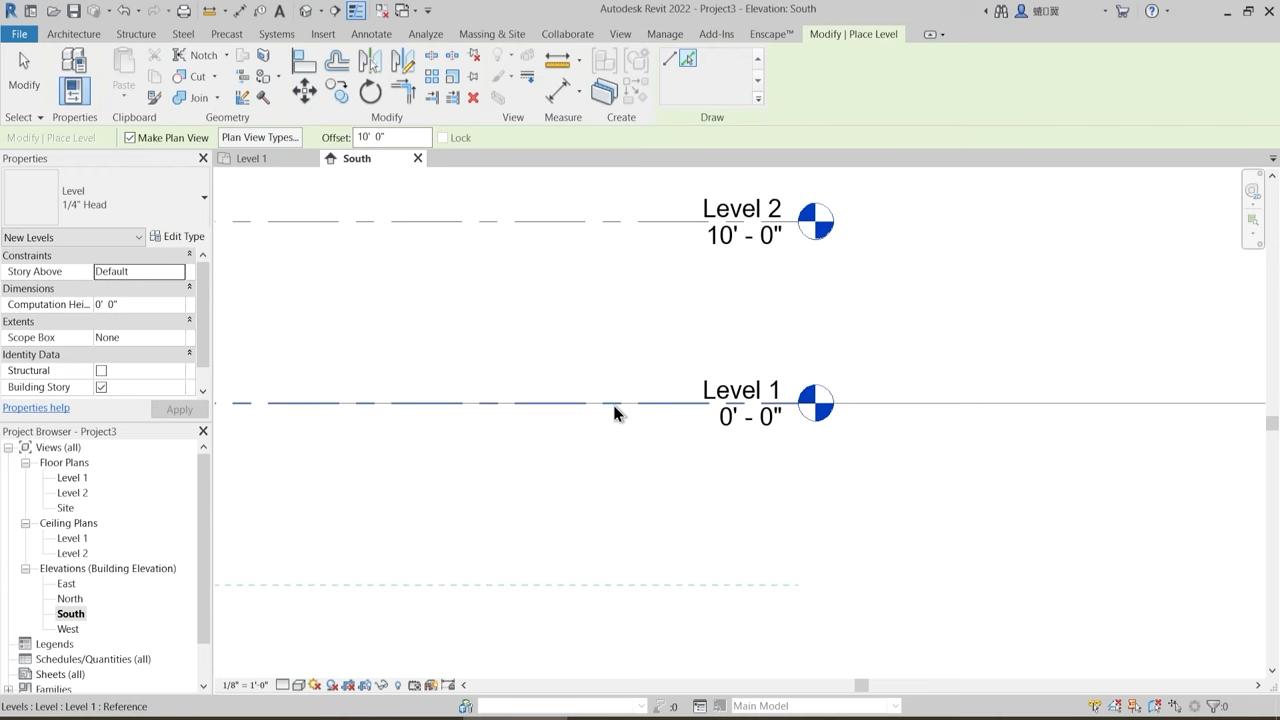 Autodesk Revit 2022 - Project3 - Elevation: South
File Architecture Structure Steel Precast Systems Insert Annotate Analyze Massing & Site Collaborate View Manage Add-Ins Enscape™ Modify | Place Level
Modify
Paste
Notch
Cut
Join
Select Properties Clipboard Geometry Modify View Measure Create Draw
Modify | Place Level Make Plan View Plan View Types... Offset: 10' 0" Lock
Properties
Level 1
South
Level
1/4" Head
New Levels Edit Type
Constraints
Story Above Default
Dimensions
Computation Hei... 0' 0"
Extents
Scope Box None
Identity Data
Structural
Building Story
Properties help Apply
Project Browser - Project3
Views (all)
Floor Plans
Level 1
Level 2
Site
Ceiling Plans
Level 1
Level 2
Elevations (Building Elevation)
East
North
South
West
Legends
Schedules/Quantities (all)
Sheets (all)
Families
Level 2
10' - 0"
Level 1
0' - 0"
1/8" = 1'-0"
Levels : Level : Level 1 : Reference
:0
Main Model
:0